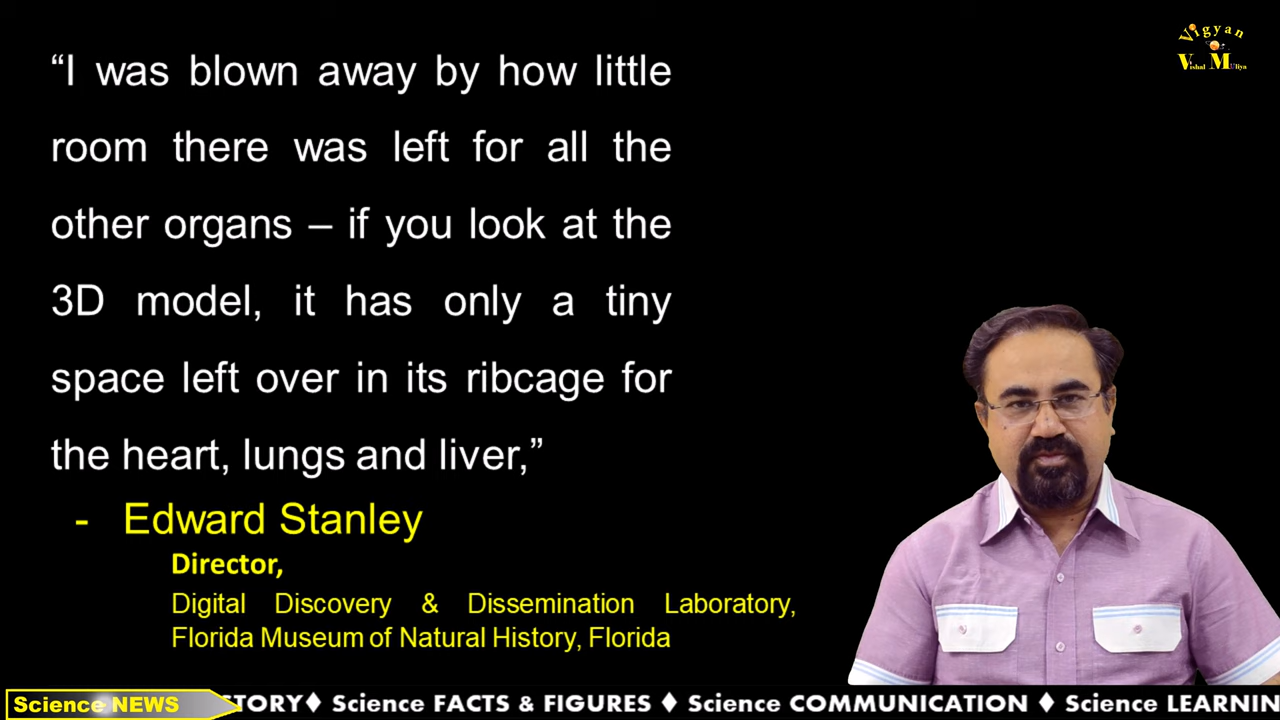 “I was blown away by how little
room there was left for all the
other organs – if you look at the
3D model, it has only a tiny
space left over in its ribcage for
the heart, lungs and liver,”
- Edward Stanley
Director,
Digital Discovery & Dissemination Laboratory,
Florida Museum of Natural History, Florida
Vigyan
Vishal Muliya
Science NEWS
TORY♦ Science FACTS & FIGURES ♦ Science COMMUNICATION ♦ Science LEARNIN